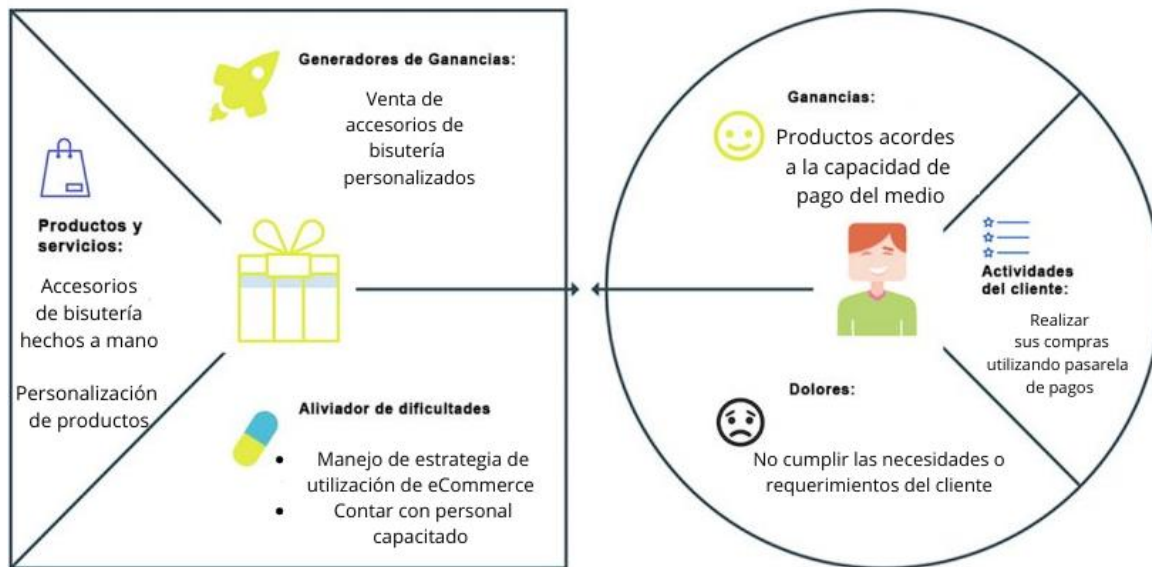 Generadores de Ganancias:
Venta de
accesorios de
bisutería
personalizados
Productos y
servicios:
Accesorios
de bisutería
hechos a mano
Personalización
de productos
Aliviador de dificultades
• Manejo de estrategia de
utilización de eCommerce
• Contar con personal
capacitado
Ganancias:
Productos acordes
a la capacidad de
pago del medio
Actividades
del cliente:
Realizar
sus compras
utilizando pasarela
de pagos
Dolores:
No cumplir las necesidades o
requerimientos del cliente